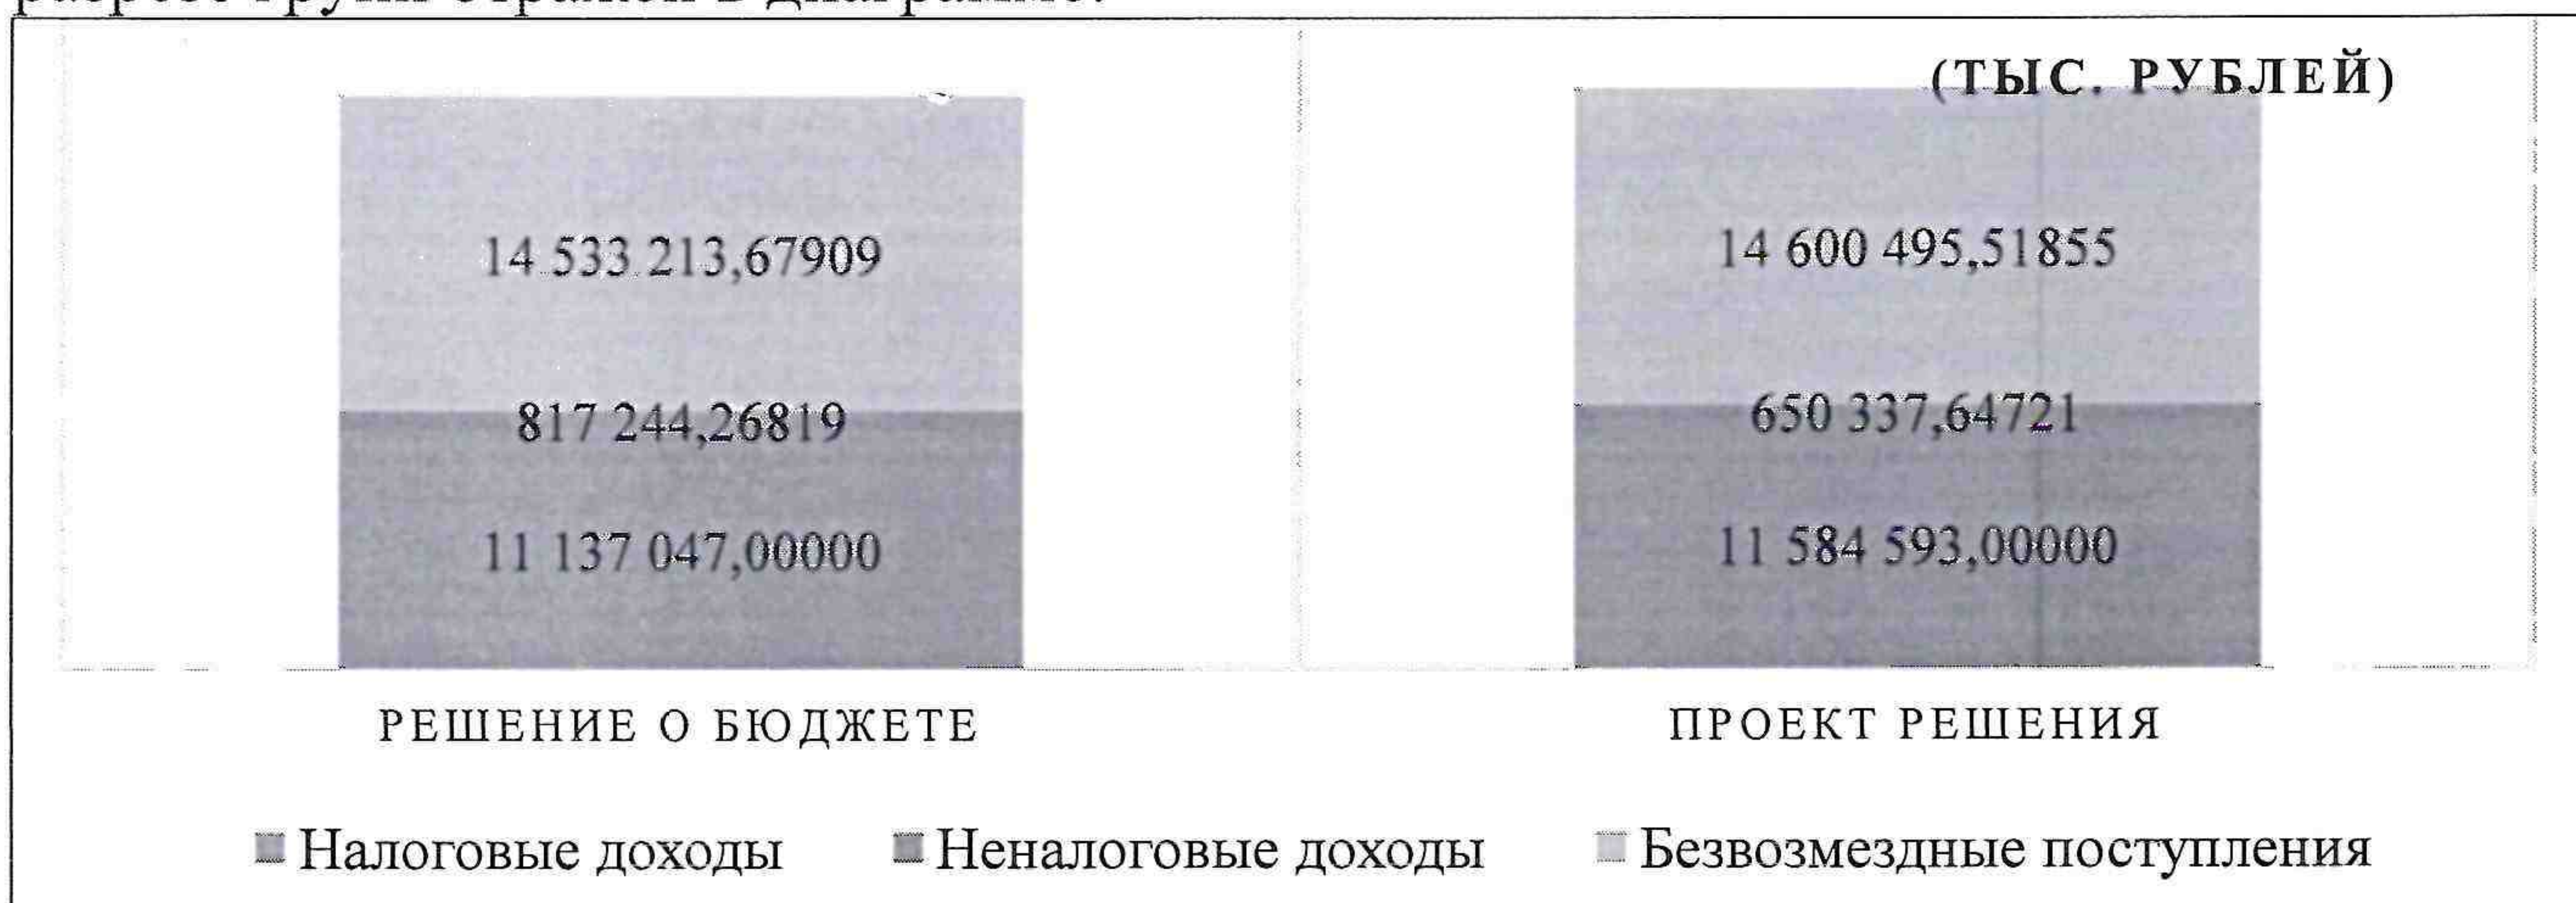 (ТЫС. РУБЛЕЙ)
14 533 213,67909
14 600 495,51855
817 244,26819
650 337,64721
11 137 047,00000
11 584 593,00000
РЕШЕНИЕ О БЮДЖЕТЕ
ПРОЕКТ РЕШЕНИЯ
Налоговые доходы
Неналоговые доходы
Безвозмездные поступления